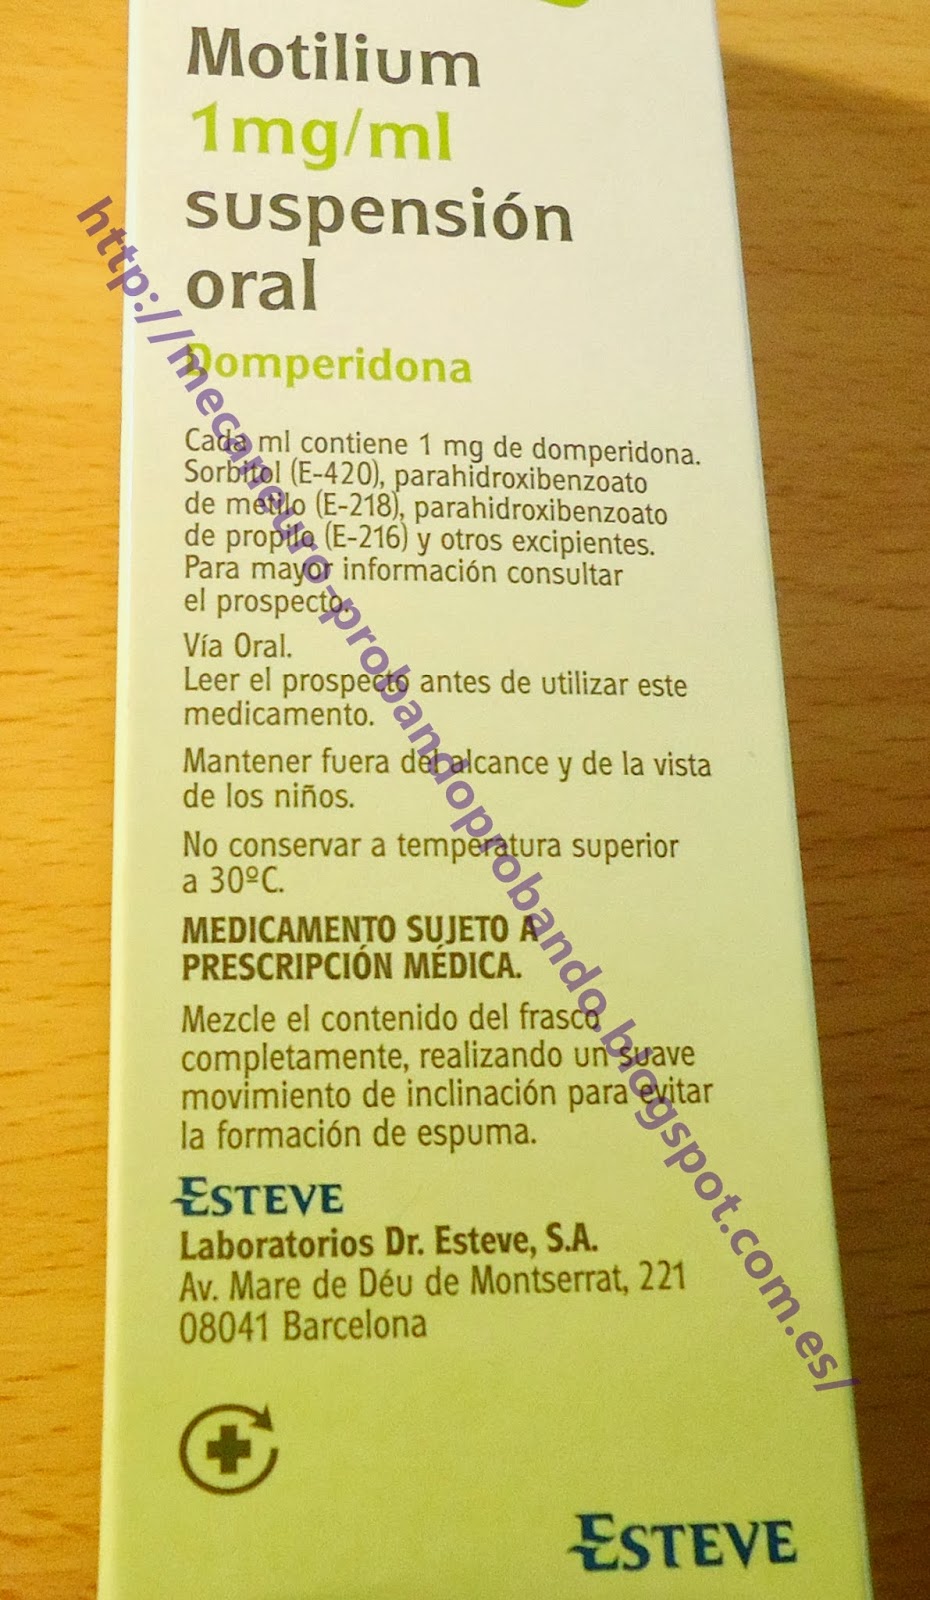 Motilium
1mg/ml
suspensión
oral
Domperidona
Cada ml contiene 1 mg de domperidona.
Sorbitol (E-420), parahidroxibenzoato
de metilo (E-218), parahidroxibenzoato
de propilo (E-216) y otros excipientes.
Para mayor información consultar
el prospecto.
Vía Oral.
Leer el prospecto antes de utilizar este
medicamento.
Mantener fuera del alcance y de la vista
de los niños.
No conservar a temperatura superior
a 30ºC.
MEDICAMENTO SUJETO A
PRESCRIPCIÓN MÉDICA.
Mezcle el contenido del frasco
completamente, realizando un suave
movimiento de inclinación para evitar
la formación de espuma.
ESTEVE
Laboratorios Dr. Esteve, S.A.
Av. Mare de Déu de Montserrat, 221
08041 Barcelona
ESTEVE
http://mecaneuro-probandoprobando.blogspot.com.es/